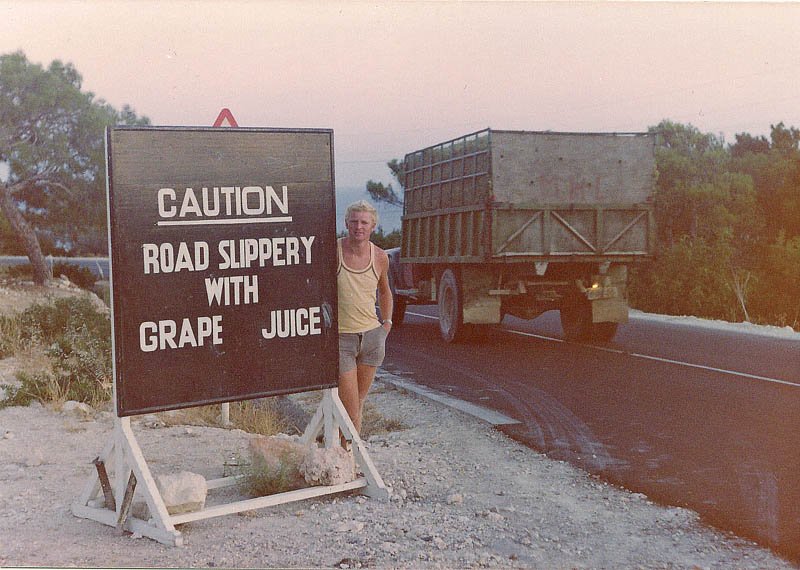 CAUTION
ROAD SLIPPERY
WITH
GRAPE JUICE